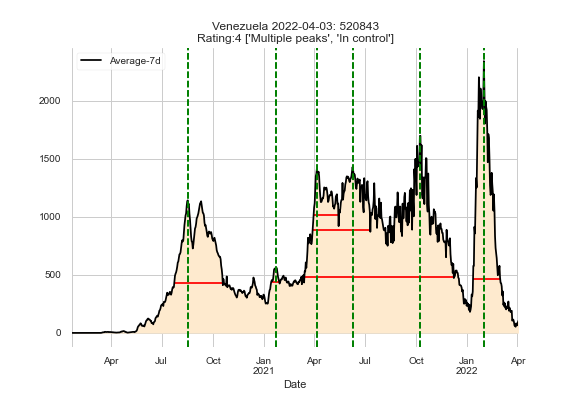 Venezuela 2022-04-03: 520843
Rating:4 ['Multiple peaks', 'In control']
Average-7d
2000
1500
1000
500
0
Apr Jul Oct Jan Apr Jul Oct Jan Apr
2021 2022
Date